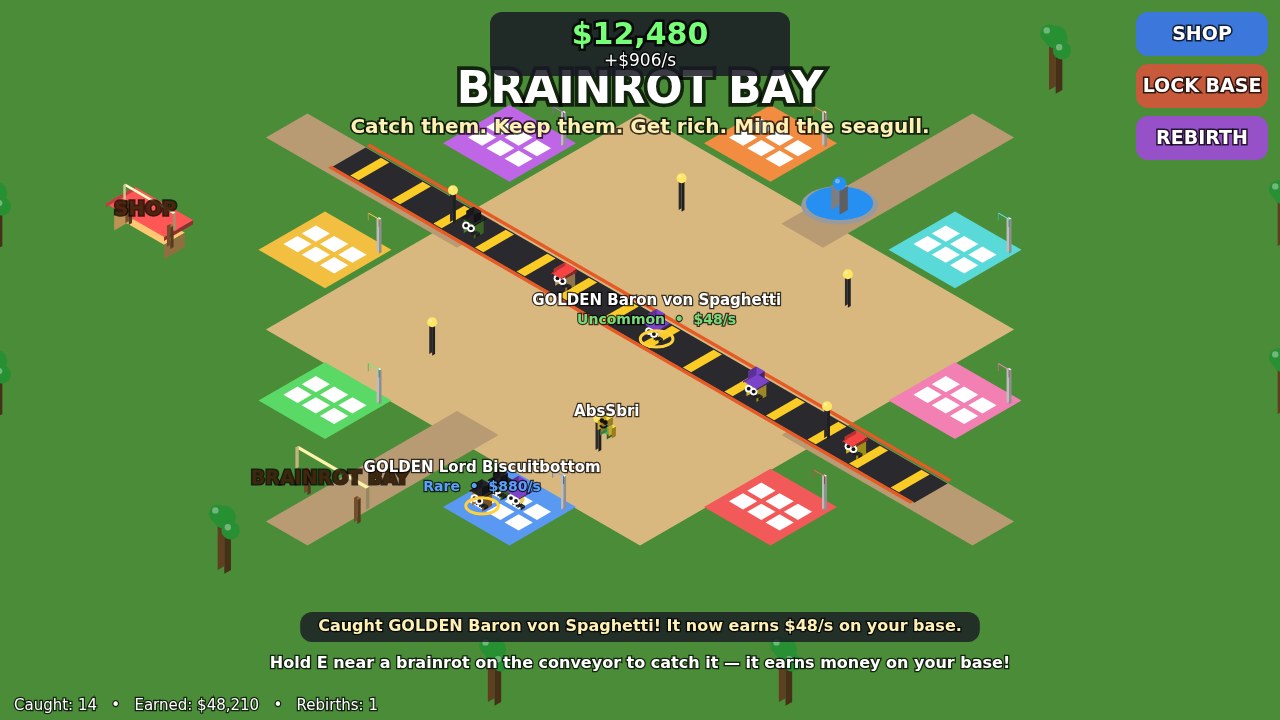 $12,480
+$906/s
SHOP
LOCK BASE
REBIRTH
BRAINROT BAY
Catch them. Keep them. Get rich. Mind the seagull.
SHOP
GOLDEN Baron von Spaghetti
Uncommon • $48/s
AbsSbri
GOLDEN Lord Biscuitbottom
Rare • $880/s
BRAINROT BAY
Caught GOLDEN Baron von Spaghetti! It now earns $48/s on your base.
Hold E near a brainrot on the conveyor to catch it — it earns money on your base!
Caught: 14 • Earned: $48,210 • Rebirths: 1